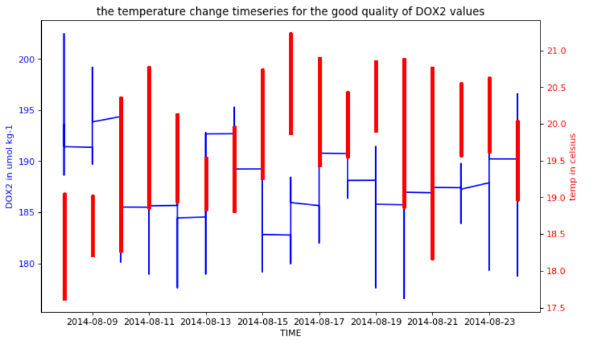 the temperature change timeseries for the good quality of DOX2 values
200
195
190
185
180
DOX2 in umol kg-1
21.0
20.5
20.0
19.5
19.0
18.5
18.0
17.5
temp in celsius
2014-08-09 2014-08-11 2014-08-13 2014-08-15 2014-08-17 2014-08-19 2014-08-21 2014-08-23
TIME